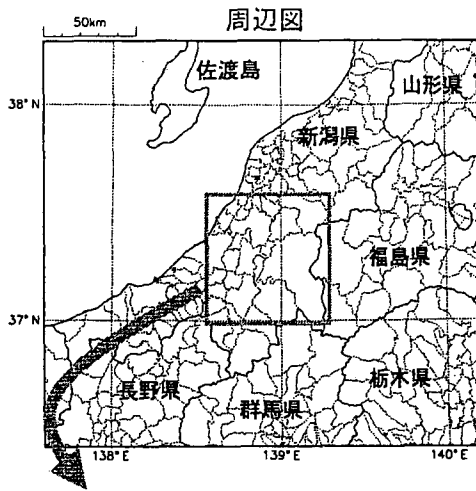 周辺図
50km
佐渡島
山形県
38°N
新潟県
福島県
37°N
長野県
群馬県
栃木県
138°E
139°E
140°E